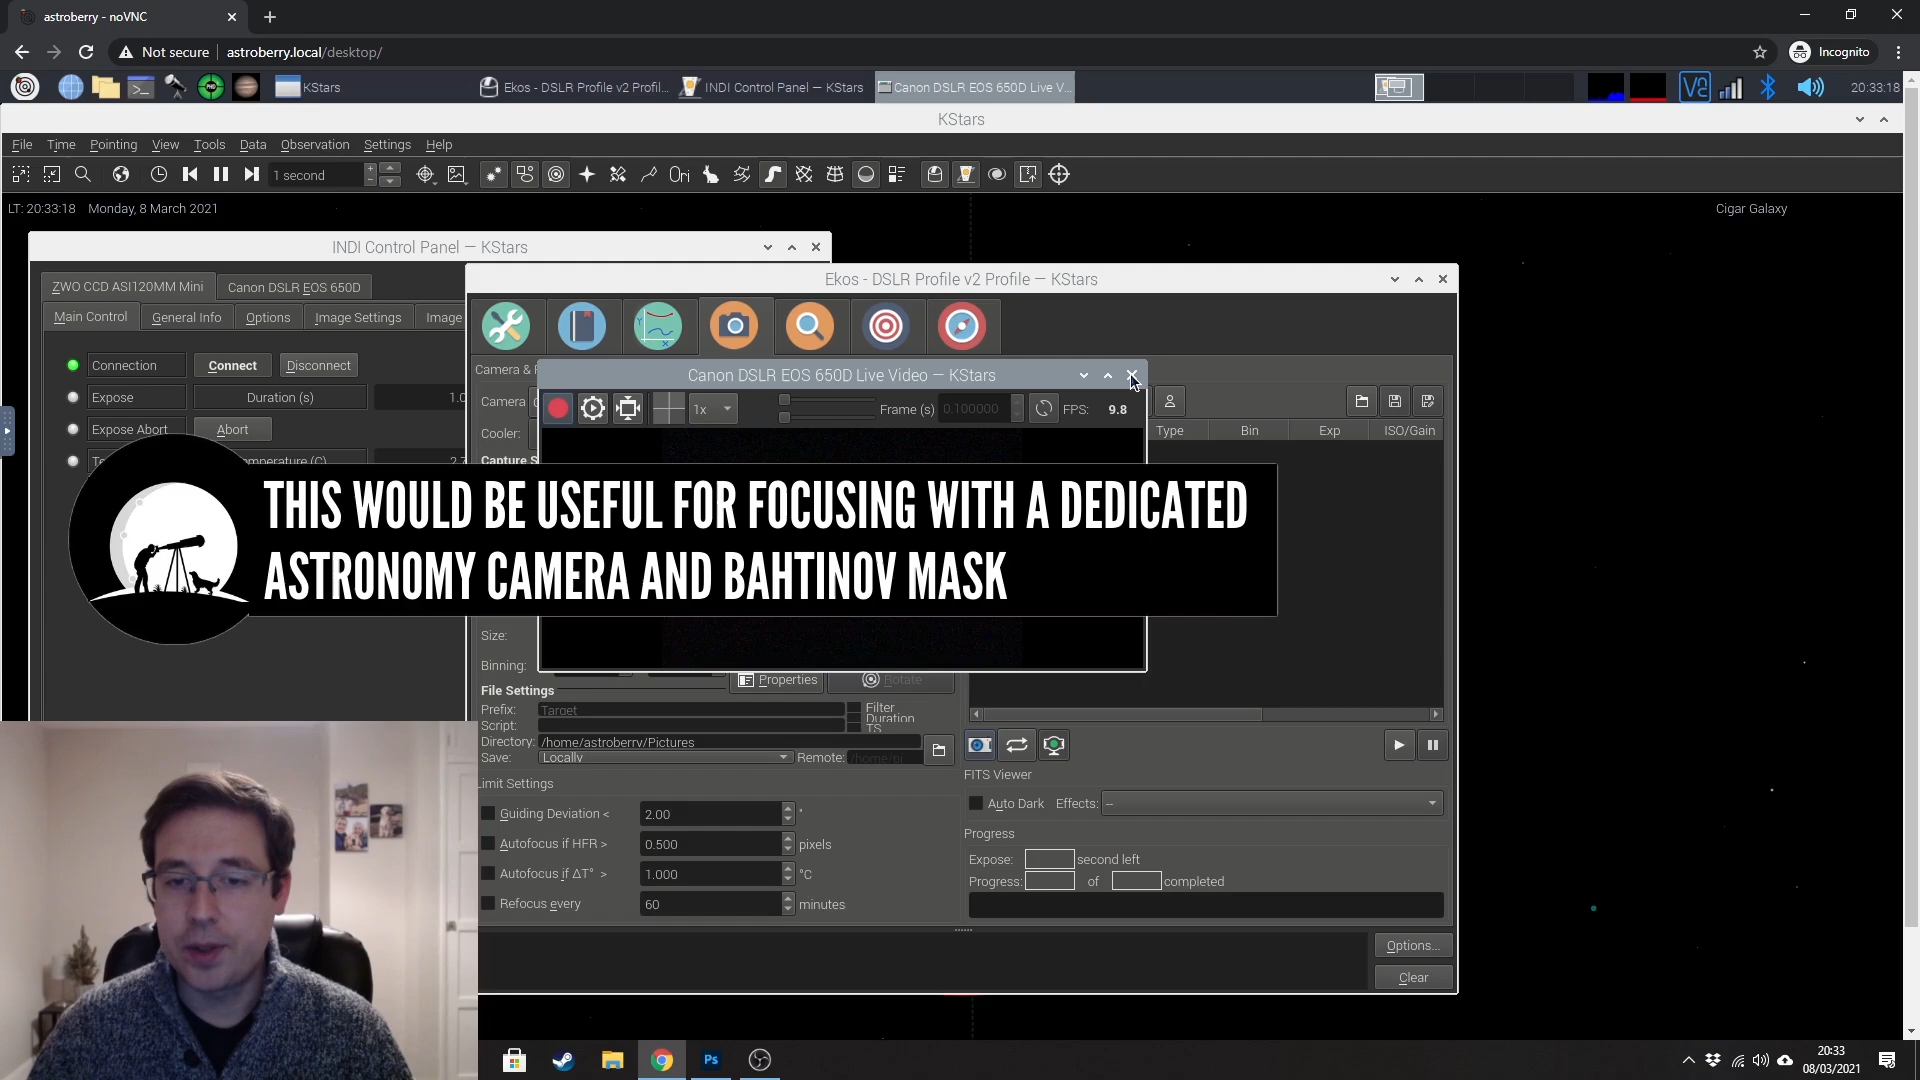 astroberry - noVNC
Not secure
astroberry.local/desktop/
Incognito
KStars
Ekos - DSLR Profile v2 Profil...
INDI Control Panel — KStars
Canon DSLR EOS 650D Live V...
20:33:18
KStars
File Time Pointing View Tools Data Observation Settings Help
1 second
Ori
LT: 20:33:18 Monday, 8 March 2021
Cigar Galaxy
INDI Control Panel — KStars
ZWO CCD ASI120MM Mini
Canon DSLR EOS 650D
Main Control
General Info
Options
Image Settings
Image
Connection
Connect
Disconnect
Expose
Duration (s)
1.0
Expose Abort
Abort
2.7
Ekos - DSLR Profile v2 Profile — KStars
Camera &
Camera
Cooler:
Capture S
Canon DSLR EOS 650D Live Video — KStars
1x
Frame (s)
0.100000
FPS:
9.8
Type
Bin
Exp
ISO/Gain
THIS WOULD BE USEFUL FOR FOCUSING WITH A DEDICATED
ASTRONOMY CAMERA AND BAHTINOV MASK
Size:
Binning:
Properties
Rotate
File Settings
Prefix:
Target
Filter
Duration
TS
Script:
Directory:
/home/astroberry/Pictures
Save:
Locally
Remote:
/home/pi
Limit Settings
Guiding Deviation <
2.00
"
Autofocus if HFR >
0.500
pixels
Autofocus if ΔT° >
1.000
°C
Refocus every
60
minutes
FITS Viewer
Auto Dark
Effects:
--
Progress
Expose:
second left
Progress:
of
completed
Options...
Clear
Ps
20:33
08/03/2021